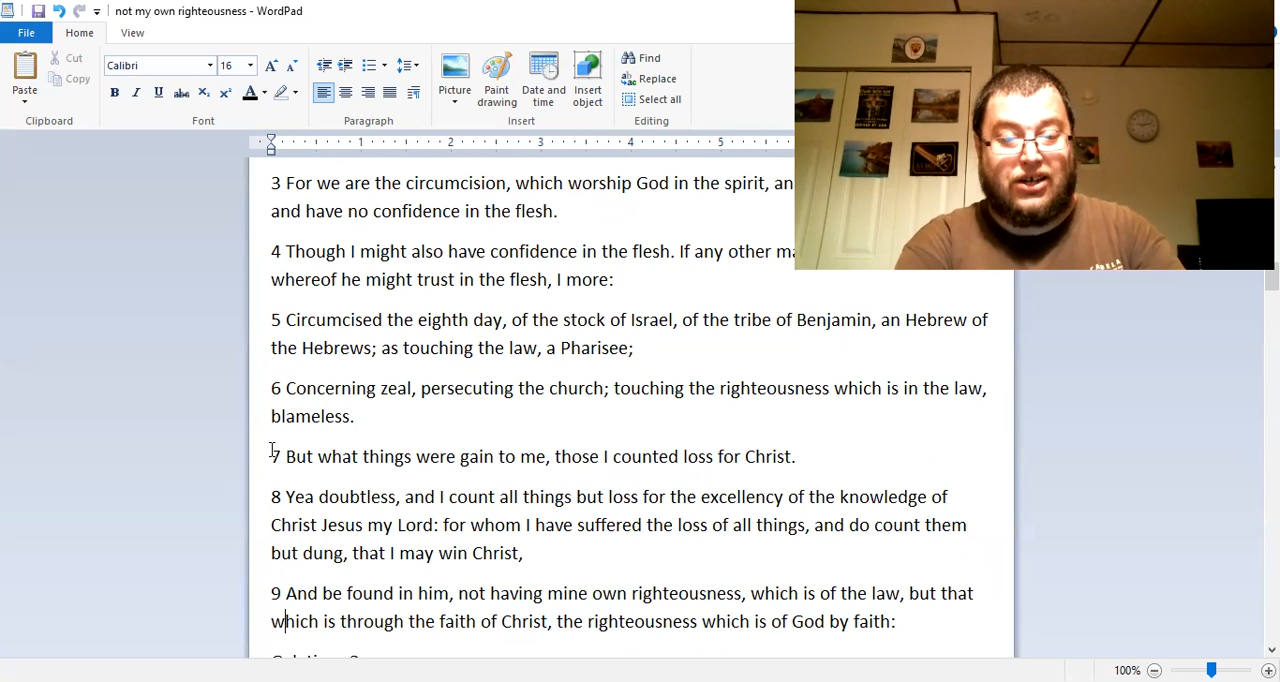 not my own righteousness - WordPad
File Home View
Paste
Cut
Copy
Clipboard
Calibri 16
Font
Paragraph
Picture
Paint drawing
Date and time
Insert object
Insert
Find
Replace
Select all
Editing
1 2 3 4 5
3 For we are the circumcision, which worship God in the spirit, an
and have no confidence in the flesh.
4 Though I might also have confidence in the flesh. If any other ma
whereof he might trust in the flesh, I more:
5 Circumcised the eighth day, of the stock of Israel, of the tribe of Benjamin, an Hebrew of
the Hebrews; as touching the law, a Pharisee;
6 Concerning zeal, persecuting the church; touching the righteousness which is in the law,
blameless.
7 But what things were gain to me, those I counted loss for Christ.
8 Yea doubtless, and I count all things but loss for the excellency of the knowledge of
Christ Jesus my Lord: for whom I have suffered the loss of all things, and do count them
but dung, that I may win Christ,
9 And be found in him, not having mine own righteousness, which is of the law, but that
which is through the faith of Christ, the righteousness which is of God by faith:
100%